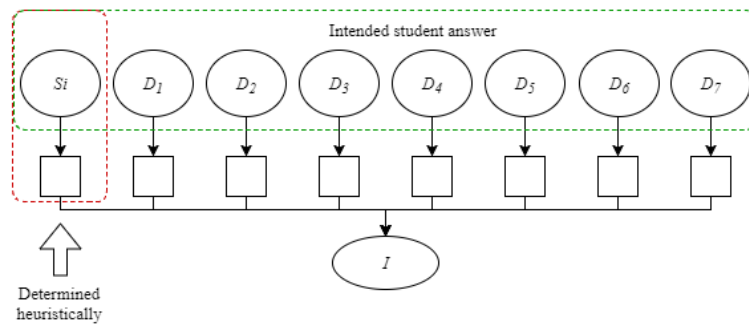 Intended student answer
Si D1 D2 D3 D4 D5 D6 D7
I
Determined
heuristically